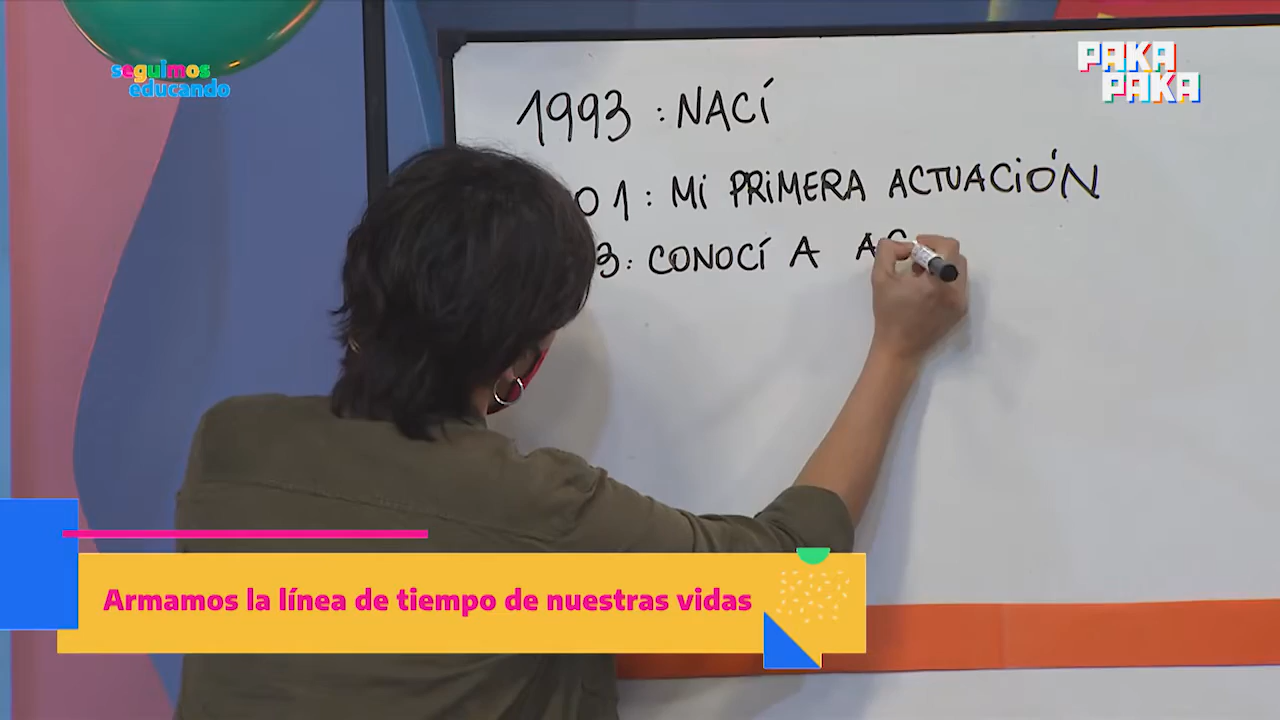 seguimos
educando
PAKA
PAKA
1993 : NACÍ
01 : Mi PRiMERA ACTUACiÓN
3: CONOCÍ A
Armamos la línea de tiempo de nuestras vidas